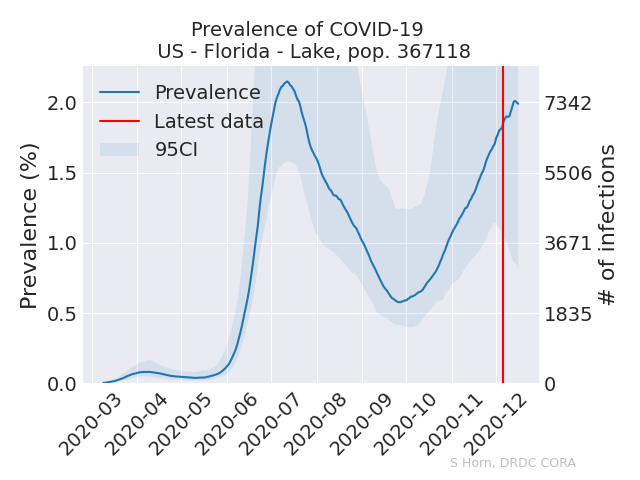 Prevalence of COVID-19
US - Florida - Lake, pop. 367118
Prevalence
Latest data
95CI
Prevalence (%)
2.0
1.5
1.0
0.5
0.0
7342
5506
3671
1835
0
# of infections
2020-03
2020-04
2020-05
2020-06
2020-07
2020-08
2020-09
2020-10
2020-11
2020-12
S Horn, DRDC CORA